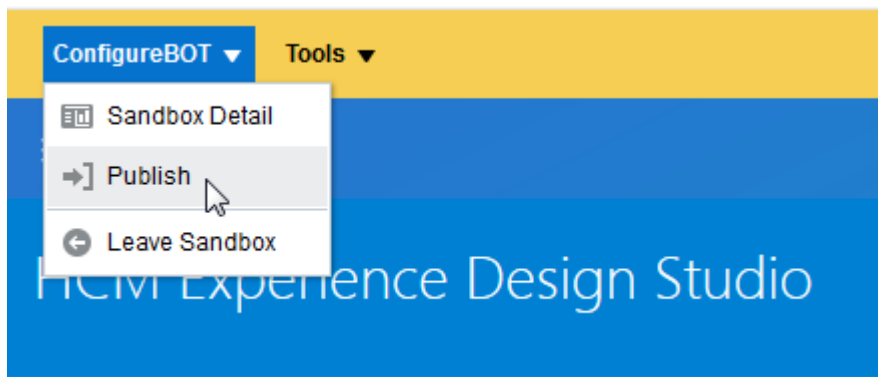 ConfigureBOT Tools
Sandbox Detail
Publish
Leave Sandbox
HCM Experience Design Studio